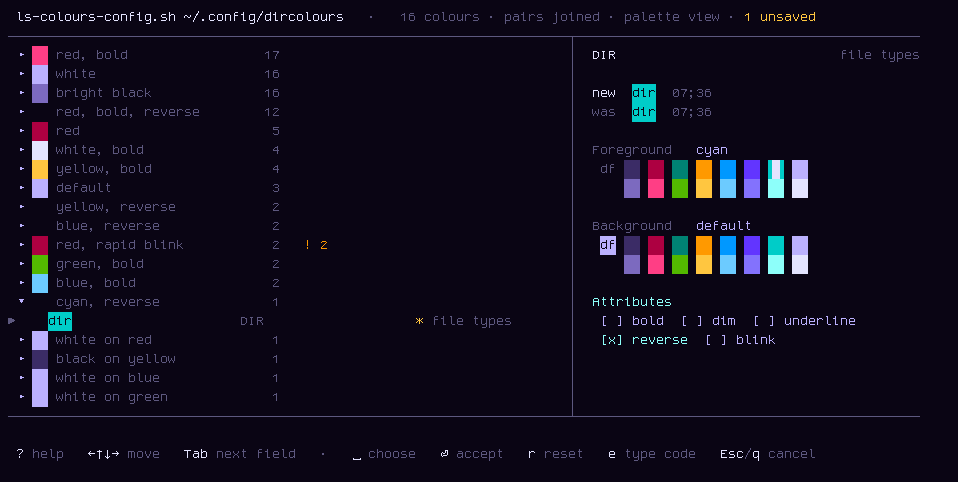 ls-colours-config.sh ~/.config/dircolours · 16 colours · pairs joined · palette view · 1 unsaved
▸ red, bold 17
▸ white 16
▸ bright black 16
▸ red, bold, reverse 12
▸ red 5
▸ white, bold 4
▸ yellow, bold 4
▸ default 3
▸ yellow, reverse 2
▸ blue, reverse 2
▸ red, rapid blink 2 ! 2
▸ green, bold 2
▸ blue, bold 2
▾ cyan, reverse 1
▶ dir DIR * file types
▸ white on red 1
▸ black on yellow 1
▸ white on blue 1
▸ white on green 1
DIR file types
new dir 07;36
was dir 07;36
Foreground cyan
df
Background default
df
Attributes
[ ] bold [ ] dim [ ] underline
[x] reverse [ ] blink
? help ←↑↓→ move Tab next field · ␣ choose ⏎ accept r reset e type code Esc/q cancel